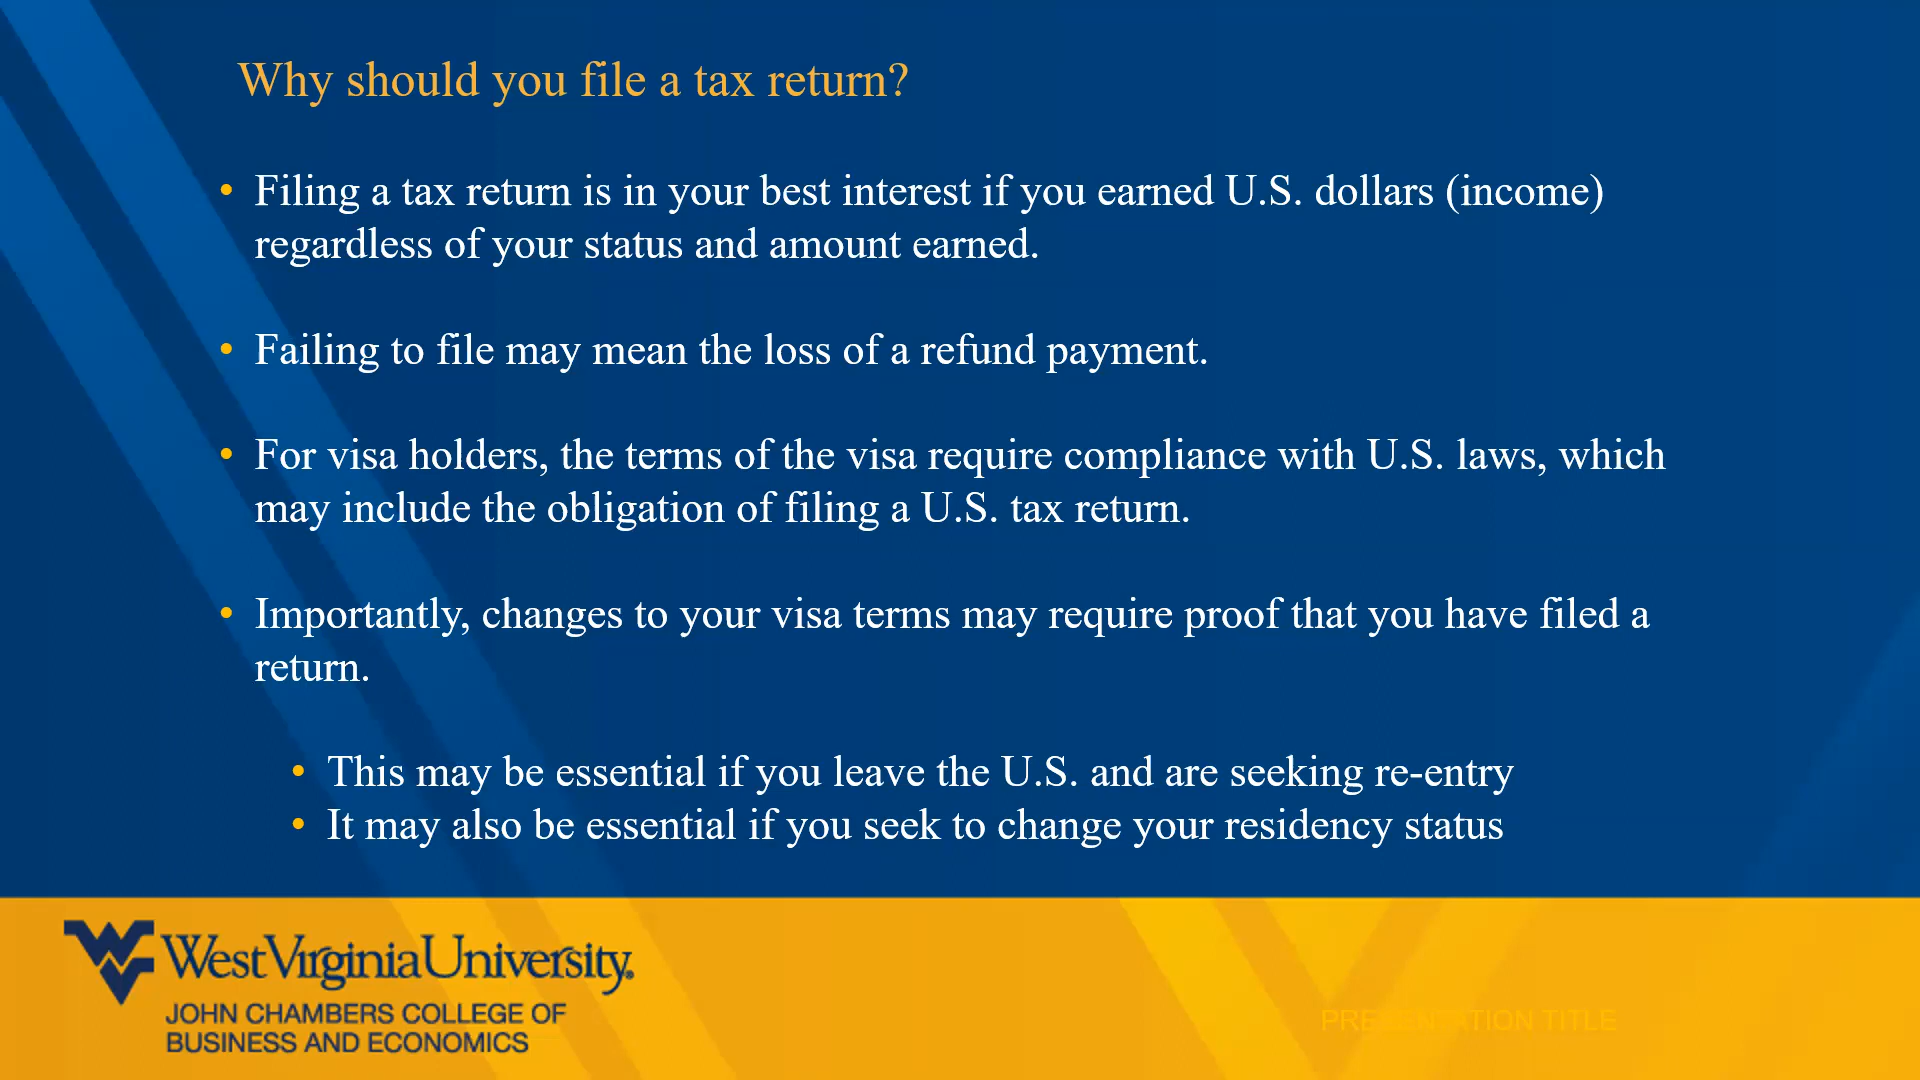 Why should you file a tax return?
• Filing a tax return is in your best interest if you earned U.S. dollars (income)
regardless of your status and amount earned.
• Failing to file may mean the loss of a refund payment.
• For visa holders, the terms of the visa require compliance with U.S. laws, which
may include the obligation of filing a U.S. tax return.
• Importantly, changes to your visa terms may require proof that you have filed a
return.
• This may be essential if you leave the U.S. and are seeking re-entry
• It may also be essential if you seek to change your residency status
WestVirginiaUniversity.
JOHN CHAMBERS COLLEGE OF
BUSINESS AND ECONOMICS
PRESENTATION TITLE